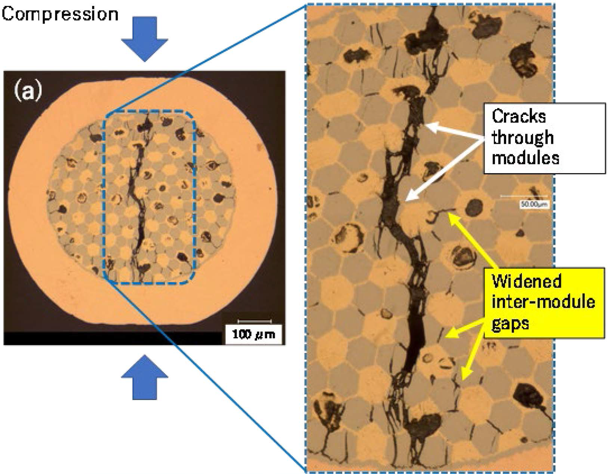 Compression
(a)
100 μm
Cracks
through
modules
50.00μm
Widened
inter-module
gaps